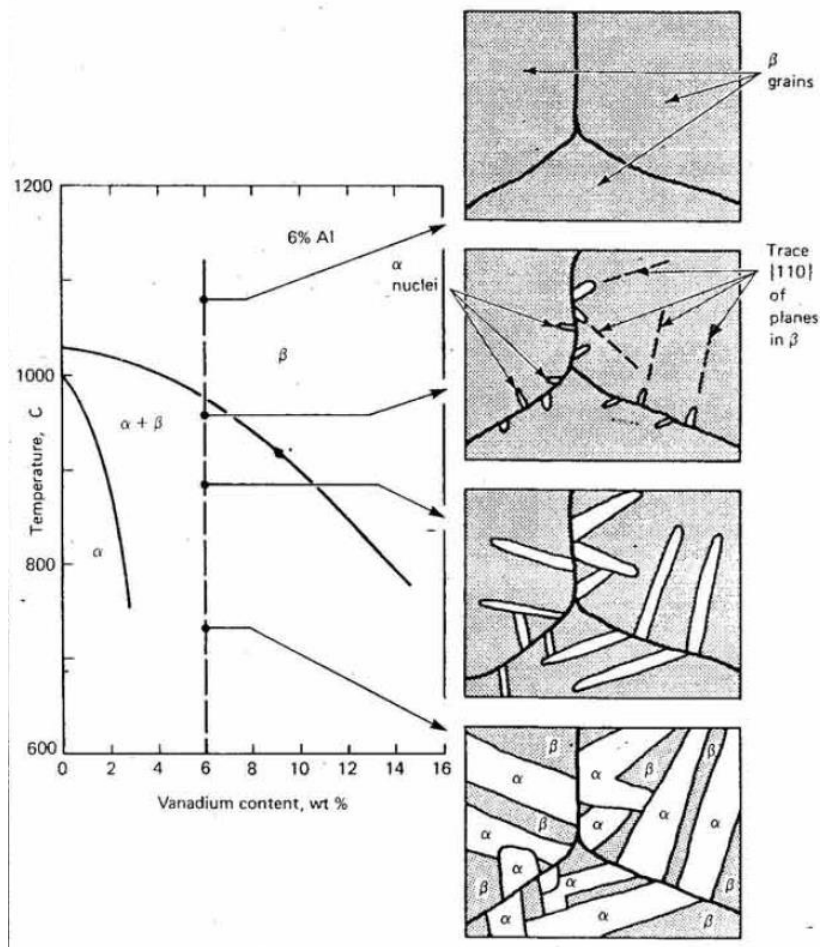 β
grains
1200
6% Al
α
nuclei
Trace
{110}
of
planes
in β
β
1000
Temperature, C
α + β
800
α
600
0
2
4
6
8
10
12
14
16
Vanadium content, wt %
β
α
β
β
α
α
α
β
α
α
α
β
α
α
β